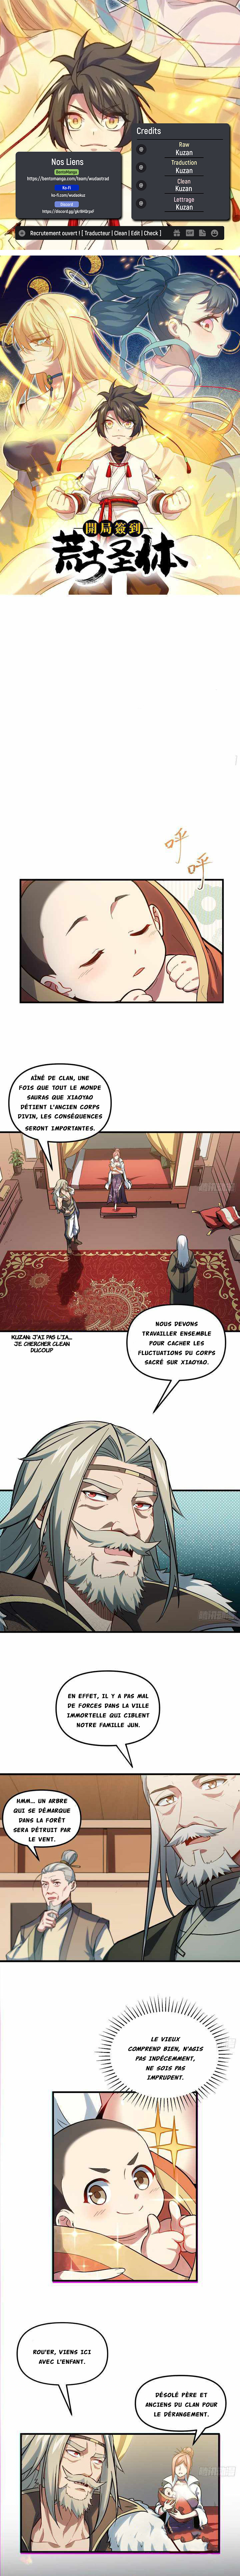 Credits
Raw
Kuzan
Traduction
Kuzan
Clean
Kuzan
Lettrage
Kuzan
Nos Liens
BentoManga
Ko-Fi
Discord
Recrutement ouvert ! [ Traducteur | Clean | Edit | Check ]
開局簽到
荒古圣体
呼
呼
AÎNÉ DE CLAN, UNE
FOIS QUE TOUT LE MONDE
SAURAS QUE XIAOYAO
DÉTIENT L'ANCIEN CORPS
DIVIN, LES CONSÉQUENCES
SERONT IMPORTANTES.
KUZAN: J'AI PAS L'IA...
JE CHERCHER CLEAN
DUCOUP
NOUS DEVONS
TRAVAILLER ENSEMBLE
POUR CACHER LES
FLUCTUATIONS DU CORPS
SACRÉ SUR XIAOYAO.
EN EFFET, IL Y A PAS MAL
DE FORCES DANS LA VILLE
IMMORTELLE QUI CIBLENT
NOTRE FAMILLE JUN.
HMM... UN ARBRE
QUI SE DÉMARQUE
DANS LA FORÊT
SERA DÉTRUIT PAR
LE VENT.
LE VIEUX
COMPREND BIEN, N'AGIS
PAS INDÉCEMMENT,
NE SOIS PAS
IMPRUDENT.
ROU'ER, VIENS ICI
AVEC L'ENFANT.
DÉSOLÉ PÈRE ET
ANCIENS DU CLAN POUR
LE DÉRANGEMENT.